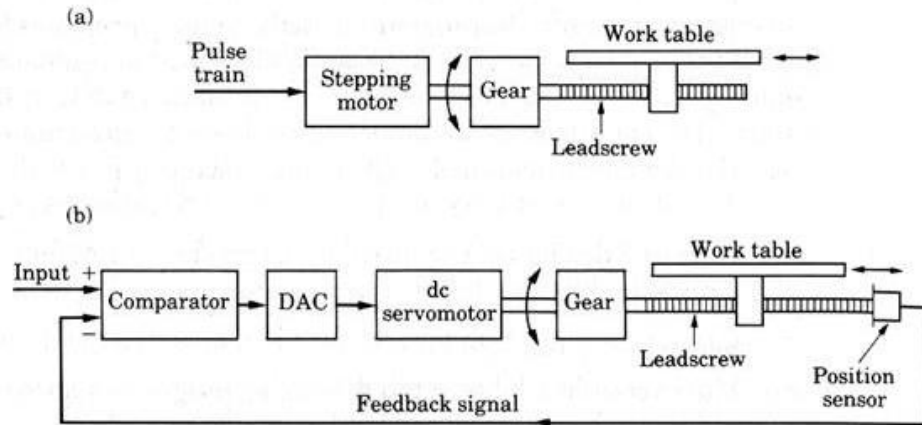 (a)
Work table
Pulse
train
Stepping
motor
Gear
Leadscrew
(b)
Work table
Input +
Comparator
DAC
dc
servomotor
Gear
−
Leadscrew
Position
sensor
Feedback signal